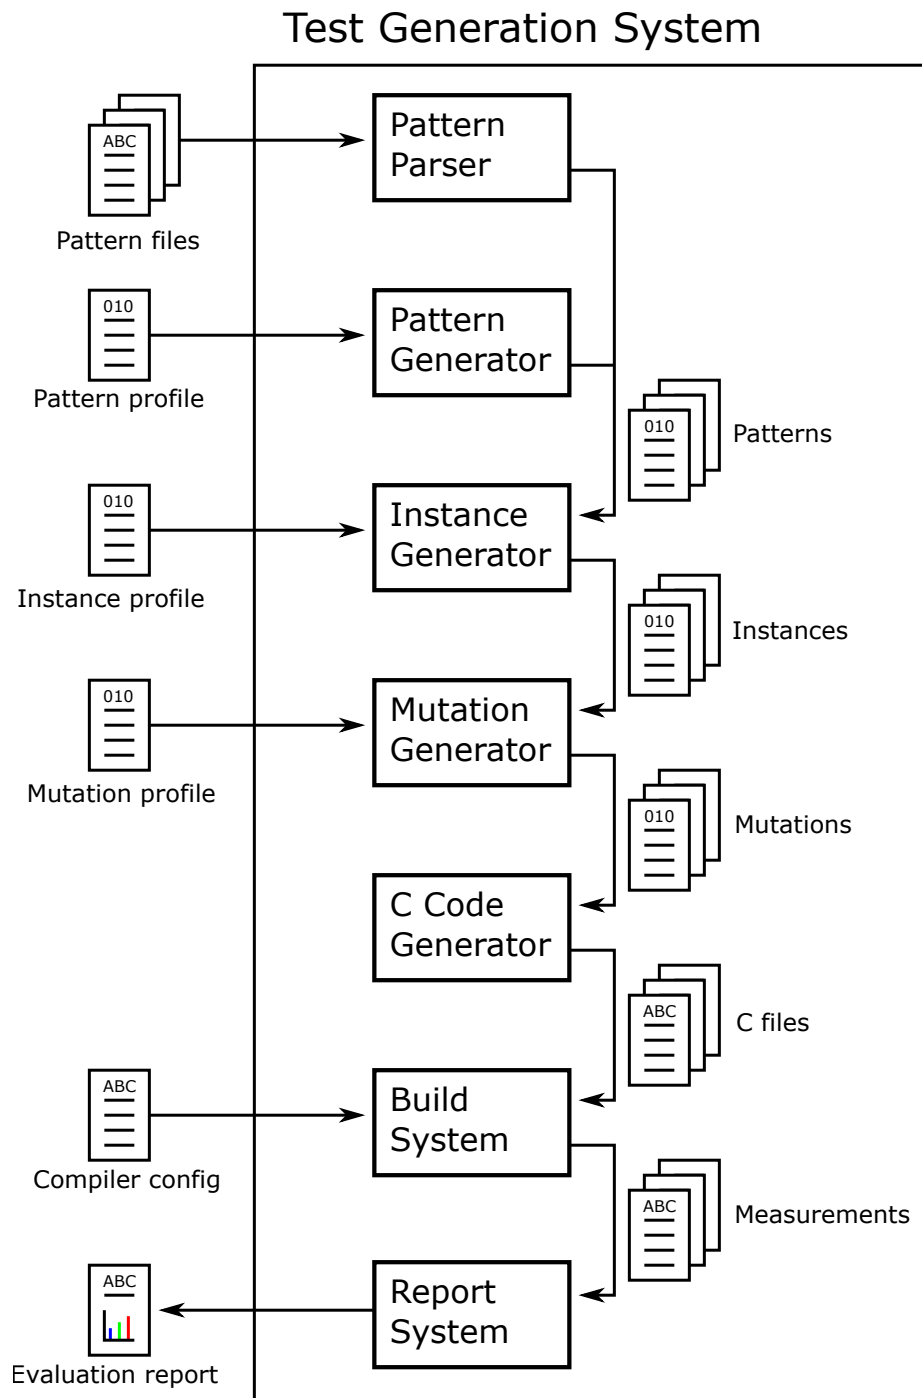 Test Generation System
ABC
Pattern files
Pattern
Parser
010
Pattern profile
Pattern
Generator
010
Patterns
010
Instance profile
Instance
Generator
010
Instances
010
Mutation profile
Mutation
Generator
010
Mutations
C Code
Generator
ABC
C files
ABC
Compiler config
Build
System
ABC
Measurements
ABC
Evaluation report
Report
System